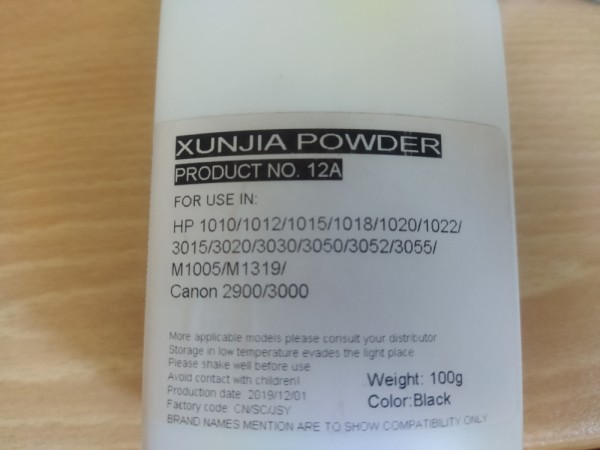 XUNJIA POWDER
PRODUCT NO. 12A
FOR USE IN:
HP 1010/1012/1015/1018/1020/1022/
3015/3020/3030/3050/3052/3055/
M1005/M1319/
Canon 2900/3000
More applicable models please consult your distributor
Storage in low temperature evades the light place
Please shake well before use
Avoid contact with children!
Production date: 2019/12/01
Factory code: CN/SC/JSY
Weight: 100g
Color:Black
BRAND NAMES MENTION ARE TO SHOW COMPATIBILITY ONLY